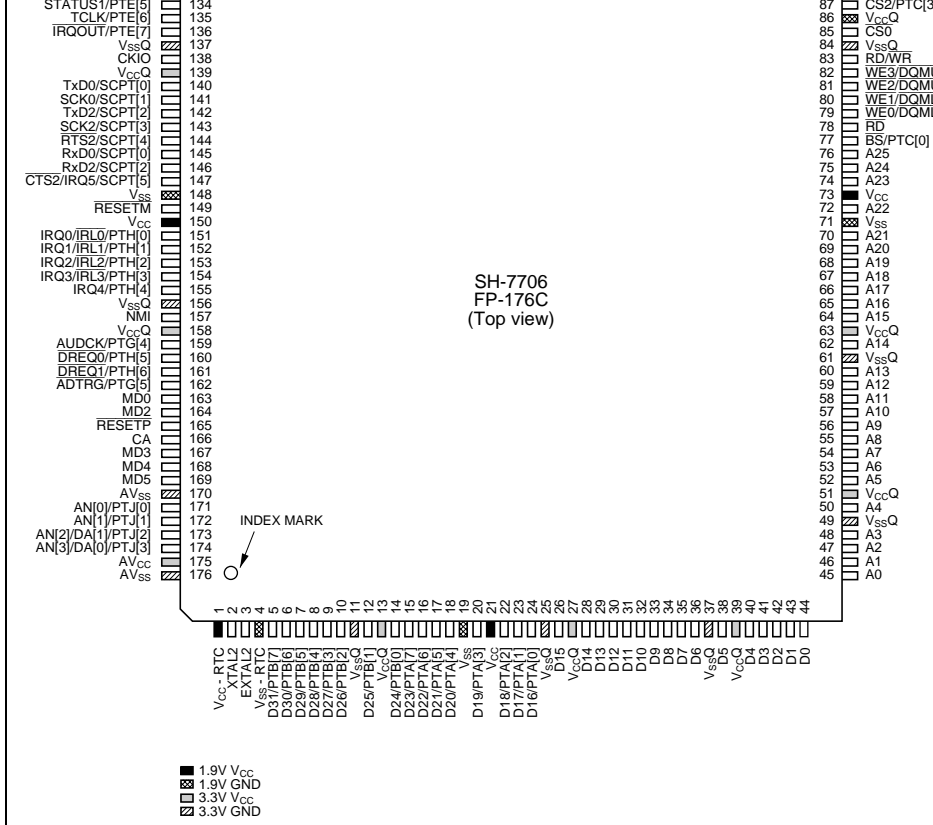 STATUS1/PTE[5] 134
TCLK/PTE[6] 135
IRQOUT/PTE[7] 136
VSSQ 137
CKIO 138
VCCQ 139
TxD0/SCPT[0] 140
SCK0/SCPT[1] 141
TxD2/SCPT[2] 142
SCK2/SCPT[3] 143
RTS2/SCPT[4] 144
RxD0/SCPT[0] 145
RxD2/SCPT[2] 146
CTS2/IRQ5/SCPT[5] 147
VSS 148
RESETM 149
VCC 150
IRQ0/IRL0/PTH[0] 151
IRQ1/IRL1/PTH[1] 152
IRQ2/IRL2/PTH[2] 153
IRQ3/IRL3/PTH[3] 154
IRQ4/PTH[4] 155
VSSQ 156
NMI 157
VCCQ 158
AUDCK/PTG[4] 159
DREQ0/PTH[5] 160
DREQ1/PTH[6] 161
ADTRG/PTG[5] 162
MD0 163
MD2 164
RESETP 165
CA 166
MD3 167
MD4 168
MD5 169
AVSS 170
AN[0]/PTJ[0] 171
AN[1]/PTJ[1] 172
AN[2]/DA[1]/PTJ[2] 173
AN[3]/DA[0]/PTJ[3] 174
AVCC 175
AVSS 176
INDEX MARK
SH-7706
FP-176C
(Top view)
87 CS2/PTC[3
86 VCCQ
85 CS0
84 VSSQ
83 RD/WR
82 WE3/DQMU
81 WE2/DQMU
80 WE1/DQML
79 WE0/DQML
78 RD
77 BS/PTC[0]
76 A25
75 A24
74 A23
73 VCC
72 A22
71 VSS
70 A21
69 A20
68 A19
67 A18
66 A17
65 A16
64 A15
63 VCCQ
62 A14
61 VSSQ
60 A13
59 A12
58 A11
57 A10
56 A9
55 A8
54 A7
53 A6
52 A5
51 VCCQ
50 A4
49 VSSQ
48 A3
47 A2
46 A1
45 A0
1 VCC - RTC
2 XTAL2
3 EXTAL2
4 VSS - RTC
5 D31/PTB[7]
6 D30/PTB[6]
7 D29/PTB[5]
8 D28/PTB[4]
9 D27/PTB[3]
10 D26/PTB[2]
11 VSSQ
12 D25/PTB[1]
13 VCCQ
14 D24/PTB[0]
15 D23/PTA[7]
16 D22/PTA[6]
17 D21/PTA[5]
18 D20/PTA[4]
19 VSS
20 D19/PTA[3]
21 VCC
22 D18/PTA[2]
23 D17/PTA[1]
24 D16/PTA[0]
25 VSSQ
26 D15
27 VCCQ
28 D14
29 D13
30 D12
31 D11
32 D10
33 D9
34 D8
35 D7
36 D6
37 VSSQ
38 D5
39 VCCQ
40 D4
41 D3
42 D2
43 D1
44 D0
1.9V VCC
1.9V GND
3.3V VCC
3.3V GND